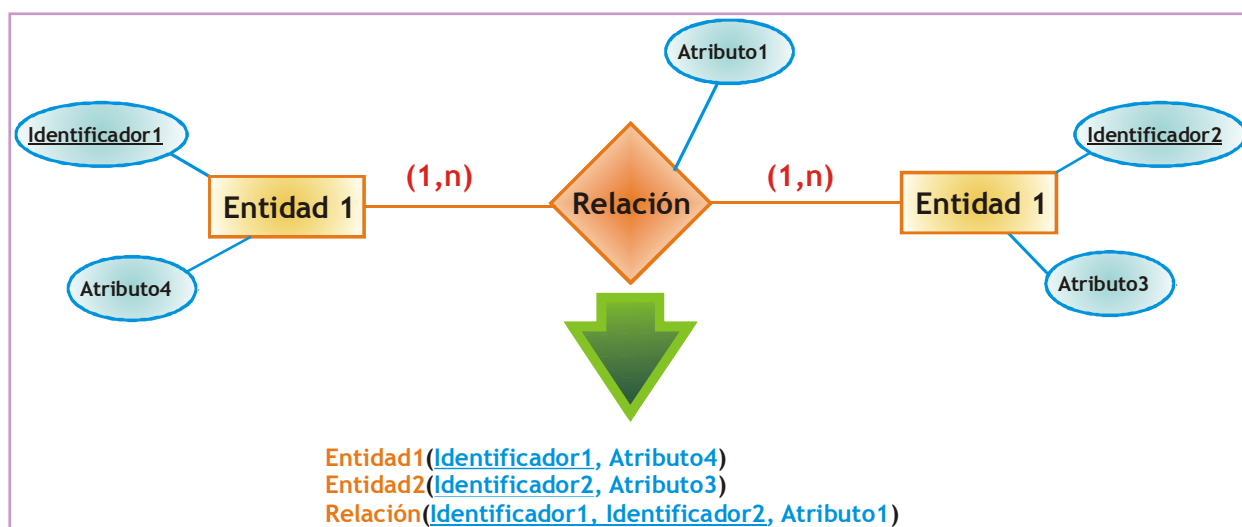 Atributo1
Identificador1
Identificador2
(1,n)
(1,n)
Entidad 1
Relación
Entidad 1
Atributo4
Atributo3
Entidad1(Identificador1, Atributo4)
Entidad2(Identificador2, Atributo3)
Relación(Identificador1, Identificador2, Atributo1)